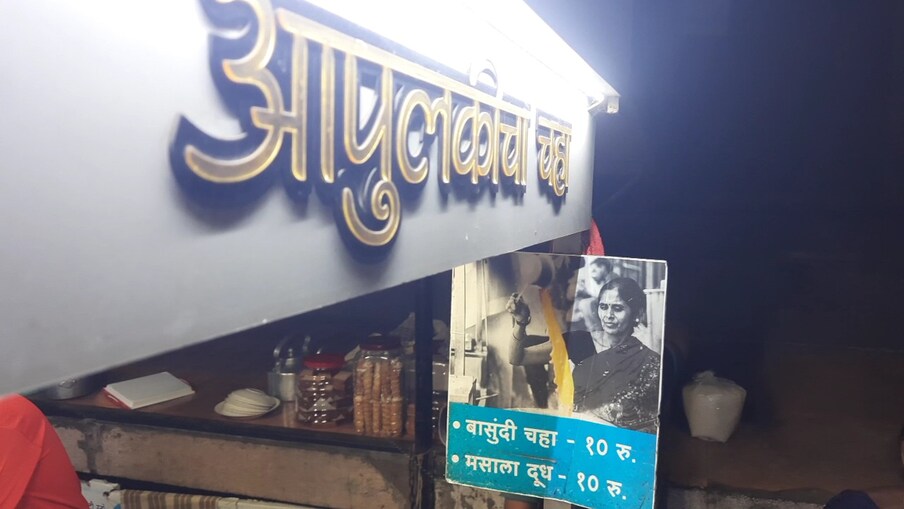 आपुलकीचा चहा
• बासुंदी चहा - १० रु.
• मसाला दूध - १० रु.